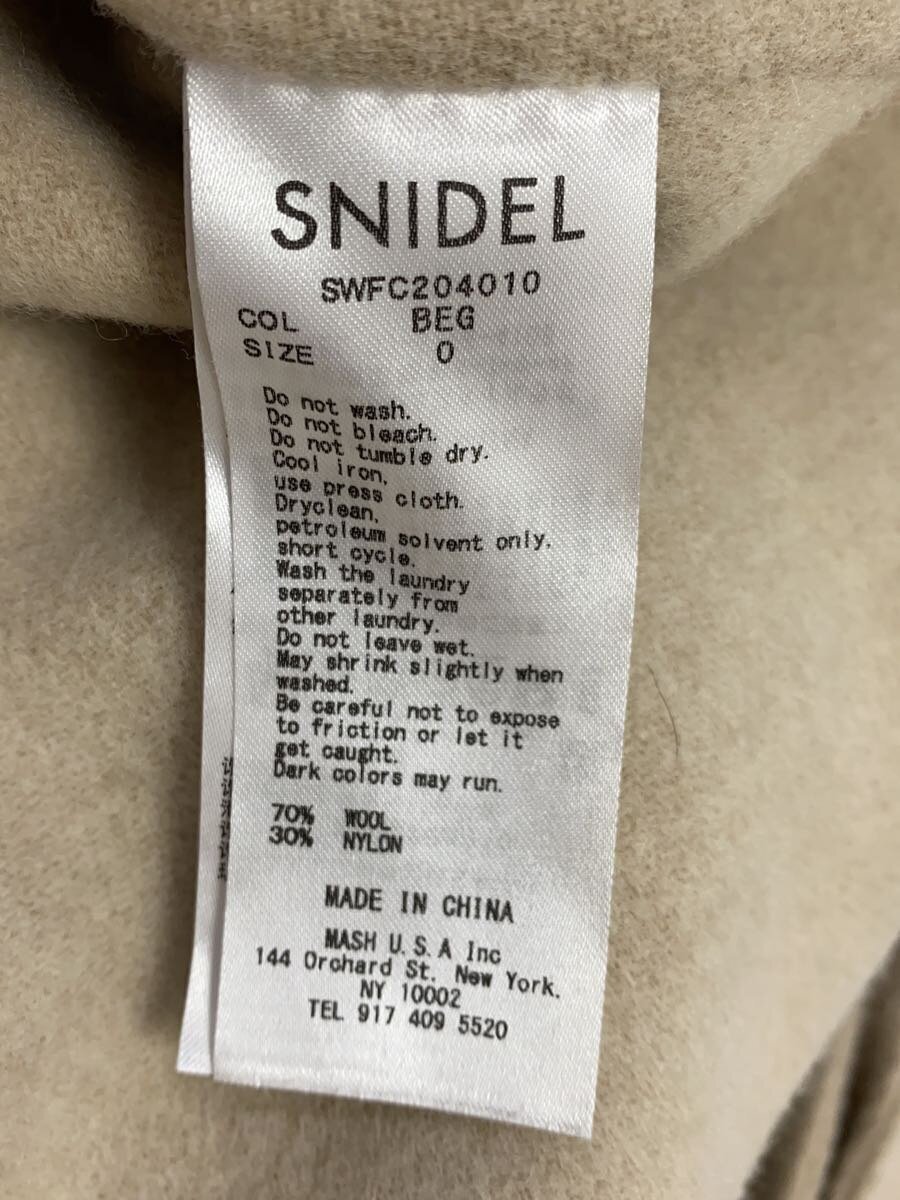 SNIDEL
SWFC204010
COL BEG
SIZE 0
Do not wash.
Do not bleach.
Do not tumble dry.
Cool iron,
use press cloth.
Dryclean,
petroleum solvent only.
short cycle.
Wash the laundry
separately from
other laundry.
Do not leave wet.
May shrink slightly when
washed.
Be careful not to expose
to friction or let it
get caught.
Dark colors may run.
70% WOOL
30% NYLON
MADE IN CHINA
MASH U.S.A Inc
144 Orchard St. New York.
NY 10002
TEL 917 409 5520